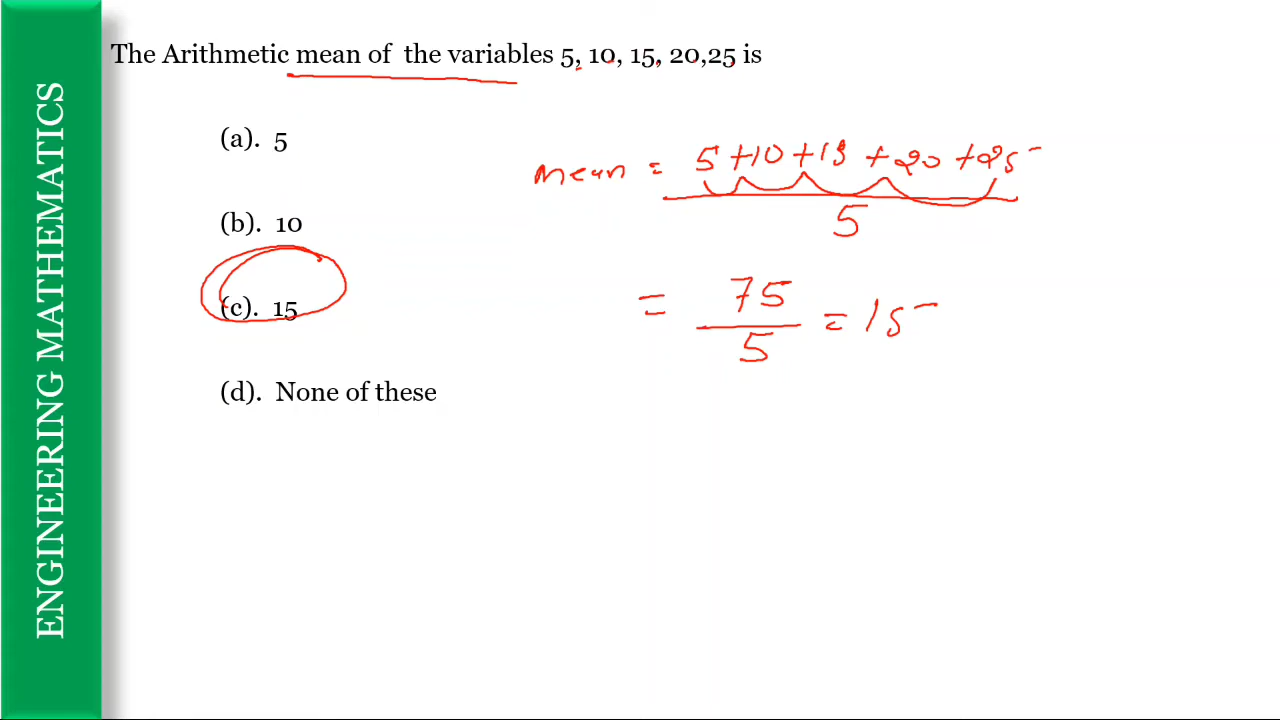 ENGINEERING MATHEMATICS
The Arithmetic mean of the variables 5, 10, 15, 20,25 is
(a). 5
(b). 10
(c). 15
(d). None of these
mean = 5 +10 +15 +20 +25
5
= 75
5
= 15